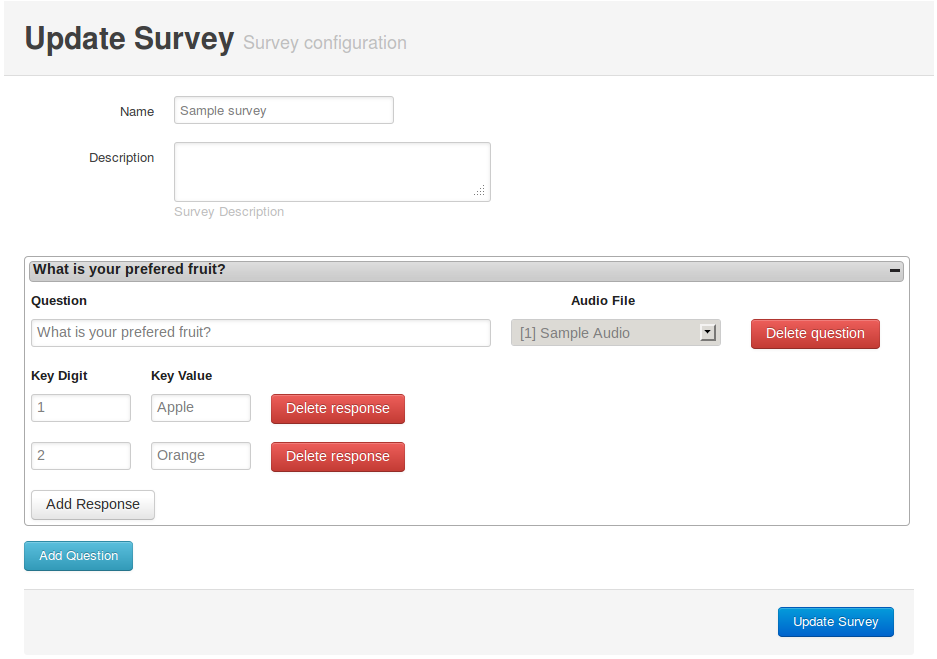 Update Survey Survey configuration
Name Sample survey
Description
Survey Description
What is your prefered fruit?
Question Audio File
What is your prefered fruit? [1] Sample Audio Delete question
Key Digit Key Value
1 Apple Delete response
2 Orange Delete response
Add Response
Add Question
Update Survey